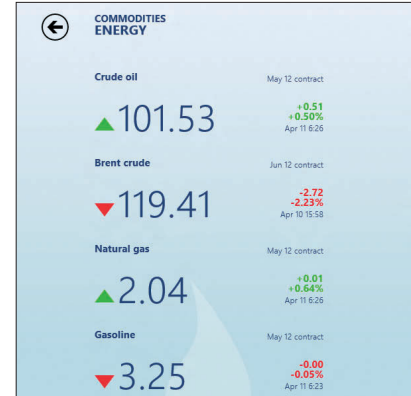 COMMODITIES
ENERGY
Crude oil
May 12 contract
101.53
+0.51
+0.50%
Apr 11 6:26
Brent crude
Jun 12 contract
119.41
-2.72
-2.23%
Apr 10 15:58
Natural gas
May 12 contract
2.04
+0.01
+0.64%
Apr 11 6:26
Gasoline
May 12 contract
3.25
-0.00
-0.05%
Apr 11 6:23